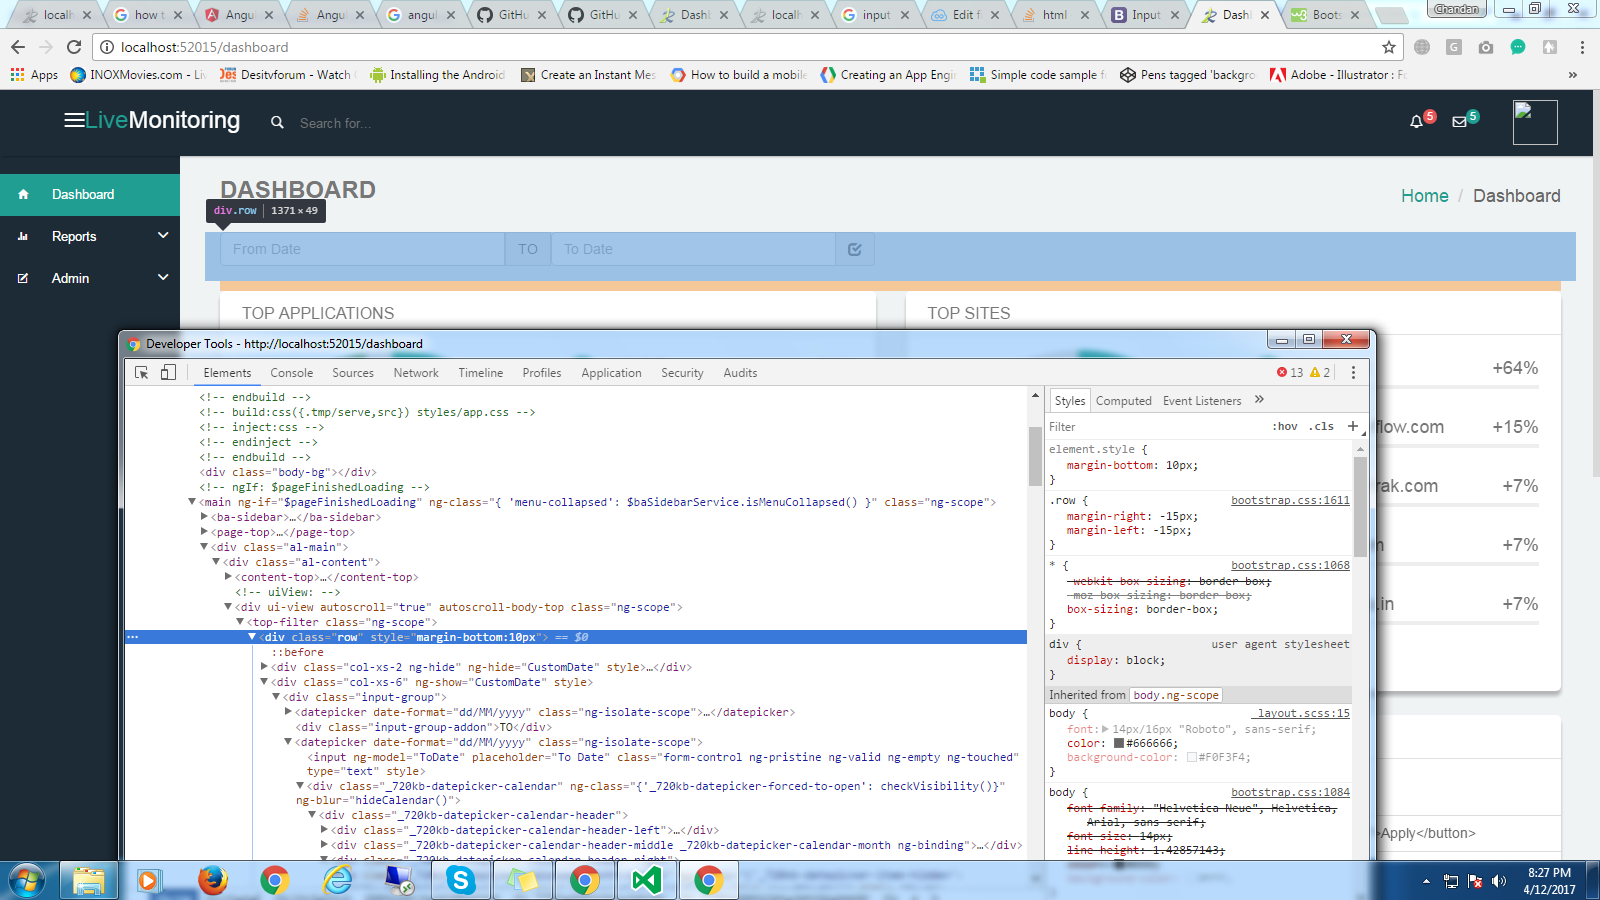 localh
how t
Angul
Angul
angul
GitHu
GitHu
Dashb
localh
input
Edit f
html
Input
Dash
Boots
Chandan
localhost:52015/dashboard
Apps
INOXMovies.com - Liv
Desitvforum - Watch
Installing the Android
Create an Instant Mes
How to build a mobile
Creating an App Engi
Simple code sample f
Pens tagged 'backgro
Adobe - Illustrator : F
»
LiveMonitoring
Search for...
5
5
Dashboard
Reports
Admin
DASHBOARD
Home / Dashboard
div.row | 1371 × 49
From Date
TO
To Date
TOP APPLICATIONS
TOP SITES
+64%
flow.com +15%
rak.com +7%
m +7%
.in +7%
>Apply</button>
Developer Tools - http://localhost:52015/dashboard
Elements Console Sources Network Timeline Profiles Application Security Audits
13 2
<!-- endbuild -->
<!-- build:css({.tmp/serve,src}) styles/app.css -->
<!-- inject:css -->
<!-- endinject -->
<!-- endbuild -->
<div class="body-bg"></div>
<!-- ngIf: $pageFinishedLoading -->
<main ng-if="$pageFinishedLoading" ng-class="{ 'menu-collapsed': $baSidebarService.isMenuCollapsed() }" class="ng-scope">
<ba-sidebar>…</ba-sidebar>
<page-top>…</page-top>
<div class="al-main">
<div class="al-content">
<content-top>…</content-top>
<!-- uiView: -->
<div ui-view autoscroll="true" autoscroll-body-top class="ng-scope">
<top-filter class="ng-scope">
<div class="row" style="margin-bottom:10px"> == $0
::before
<div class="col-xs-2 ng-hide" ng-hide="CustomDate" style>…</div>
<div class="col-xs-6" ng-show="CustomDate" style>
<div class="input-group">
<datepicker date-format="dd/MM/yyyy" class="ng-isolate-scope">…</datepicker>
<div class="input-group-addon">TO</div>
<datepicker date-format="dd/MM/yyyy" class="ng-isolate-scope">
<input ng-model="ToDate" placeholder="To Date" class="form-control ng-pristine ng-valid ng-empty ng-touched"
type="text" style>
<div class="_720kb-datepicker-calendar" ng-class="{'_720kb-datepicker-forced-to-open': checkVisibility()}"
ng-blur="hideCalendar()">
<div class="_720kb-datepicker-calendar-header">
<div class="_720kb-datepicker-calendar-header-left">…</div>
<div class="_720kb-datepicker-calendar-header-middle _720kb-datepicker-calendar-month ng-binding">…</div>
Styles Computed Event Listeners »
Filter :hov .cls +
element.style {
margin-bottom: 10px;
}
.row { bootstrap.css:1611
margin-right: -15px;
margin-left: -15px;
}
* { bootstrap.css:1068
-webkit-box-sizing: border-box;
-moz-box-sizing: border-box;
box-sizing: border-box;
}
div { user agent stylesheet
display: block;
}
Inherited from body.ng-scope
body { _layout.scss:15
font: 14px/16px "Roboto", sans-serif;
color: #666666;
background-color: #F0F3F4;
}
body { bootstrap.css:1084
font-family: "Helvetica Neue", Helvetica,
Arial, sans-serif;
font-size: 14px;
line-height: 1.42857143;
8:27 PM
4/12/2017